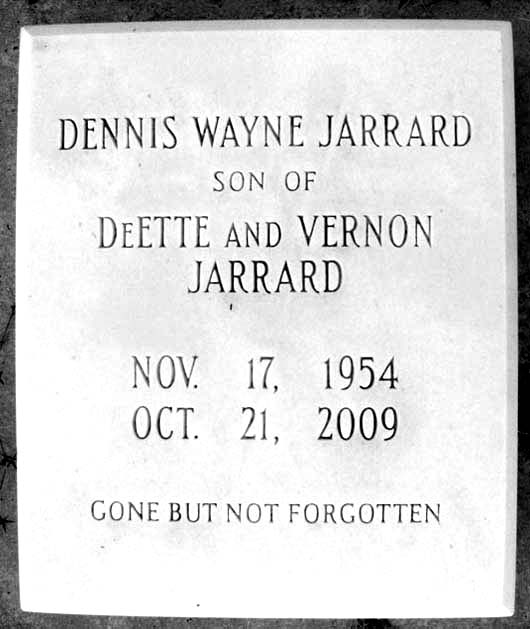 DENNIS WAYNE JARRARD
SON OF
DeETTE AND VERNON
JARRARD
NOV. 17, 1954
OCT. 21, 2009
GONE BUT NOT FORGOTTEN